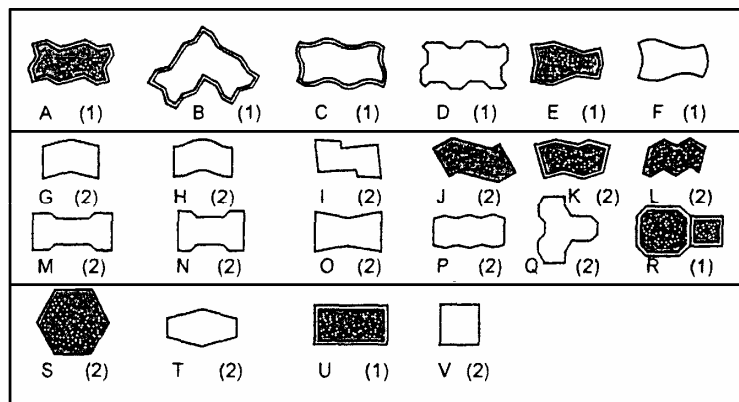 A (1) B (1) C (1) D (1) E (1) F (1)
G (2) H (2) I (2) J (2) K (2) L (2)
M (2) N (2) O (2) P (2) Q (2) R (1)
S (2) T (2) U (1) V (2)